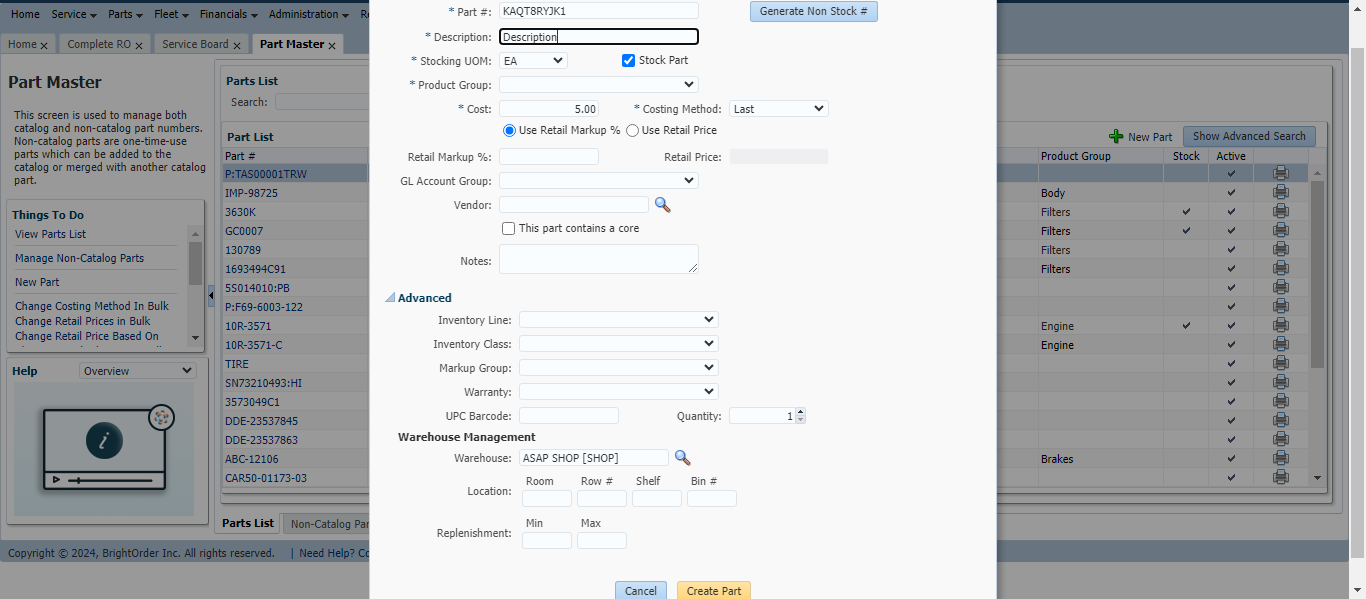 Home Service Parts Fleet Financials Administration Re
Home x Complete RO x Service Board x Part Master x
Part Master
This screen is used to manage both
catalog and non-catalog part numbers.
Non-catalog parts are one-time-use
parts which can be added to the
catalog or merged with another catalog
part.
Things To Do
View Parts List
Manage Non-Catalog Parts
New Part
Change Costing Method In Bulk
Change Retail Prices in Bulk
Change Retail Price Based On
Help Overview
Parts List
Search:
Part List
New Part Show Advanced Search
Part # Product Group Stock Active
P:TAS00001TRW
IMP-98725 Body
3630K Filters
GC0007 Filters
130789 Filters
1693494C91 Filters
5S014010:PB
P:F69-6003-122
10R-3571 Engine
10R-3571-C Engine
TIRE
SN73210493:HI
3573049C1
DDE-23537845
DDE-23537863
ABC-12106 Brakes
CAR50-01173-03
Parts List Non-Catalog Par
* Part #: KAQT8RYJK1 Generate Non Stock #
* Description: Description
* Stocking UOM: EA Stock Part
* Product Group:
* Cost: 5.00 * Costing Method: Last
Use Retail Markup % Use Retail Price
Retail Markup %: Retail Price:
GL Account Group:
Vendor:
This part contains a core
Notes:
Advanced
Inventory Line:
Inventory Class:
Markup Group:
Warranty:
UPC Barcode: Quantity: 1
Warehouse Management
Warehouse: ASAP SHOP [SHOP]
Room Row # Shelf Bin #
Location:
Min Max
Replenishment:
Cancel Create Part
Copyright © 2024, BrightOrder Inc. All rights reserved. | Need Help? Co